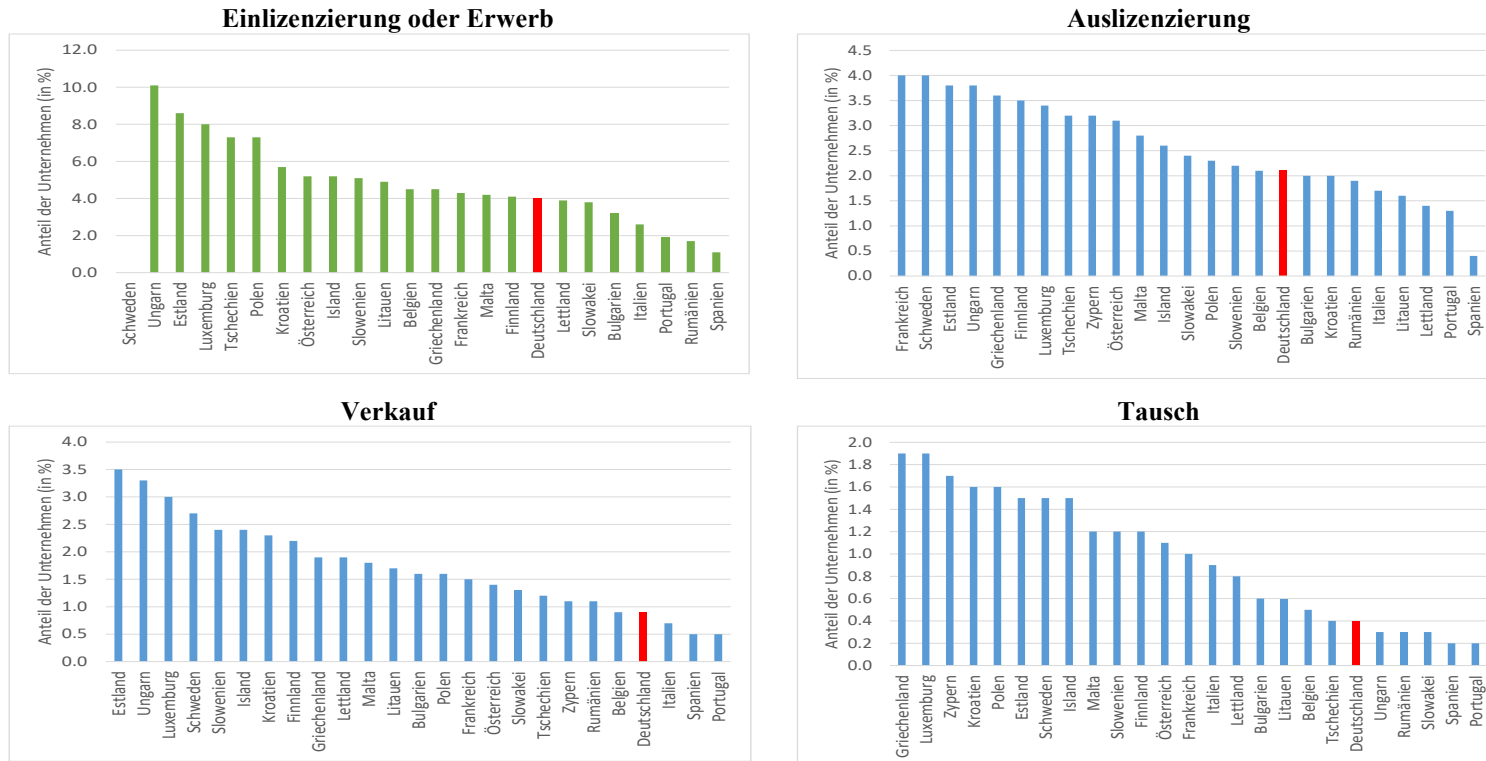 Einlizenzierung oder Erwerb
Anteil der Unternehmen (in %)
12.0
10.0
8.0
6.0
4.0
2.0
0.0
Schweden
Ungarn
Estland
Luxemburg
Tschechien
Polen
Kroatien
Österreich
Island
Slowenien
Litauen
Belgien
Griechenland
Frankreich
Malta
Finnland
Deutschland
Lettland
Slowakei
Bulgarien
Italien
Portugal
Rumänien
Spanien
Auslizenzierung
Anteil der Unternehmen (in %)
4.5
4.0
3.5
3.0
2.5
2.0
1.5
1.0
0.5
0.0
Frankreich
Schweden
Estland
Ungarn
Griechenland
Finnland
Luxemburg
Tschechien
Zypern
Österreich
Malta
Island
Slowakei
Polen
Slowenien
Belgien
Deutschland
Bulgarien
Kroatien
Rumänien
Italien
Litauen
Lettland
Portugal
Spanien
Verkauf
Anteil der Unternehmen (in %)
4.0
3.5
3.0
2.5
2.0
1.5
1.0
0.5
0.0
Estland
Ungarn
Luxemburg
Schweden
Slowenien
Island
Kroatien
Finnland
Griechenland
Lettland
Malta
Litauen
Bulgarien
Polen
Frankreich
Österreich
Slowakei
Tschechien
Zypern
Rumänien
Belgien
Deutschland
Italien
Spanien
Portugal
Tausch
Anteil der Unternehmen (in %)
2.0
1.8
1.6
1.4
1.2
1.0
0.8
0.6
0.4
0.2
0.0
Griechenland
Luxemburg
Zypern
Kroatien
Polen
Estland
Schweden
Island
Malta
Slowenien
Finnland
Österreich
Frankreich
Italien
Lettland
Bulgarien
Litauen
Belgien
Tschechien
Deutschland
Ungarn
Rumänien
Slowakei
Spanien
Portugal